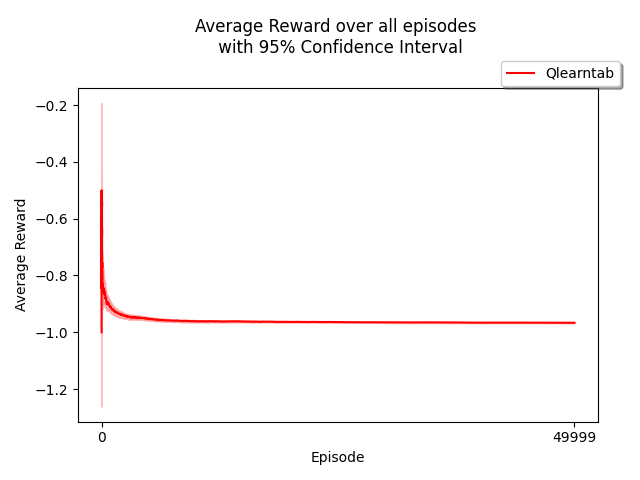 Average Reward over all episodes
with 95% Confidence Interval
Qlearntab
−0.2
−0.4
−0.6
−0.8
−1.0
−1.2
Average Reward
0
49999
Episode